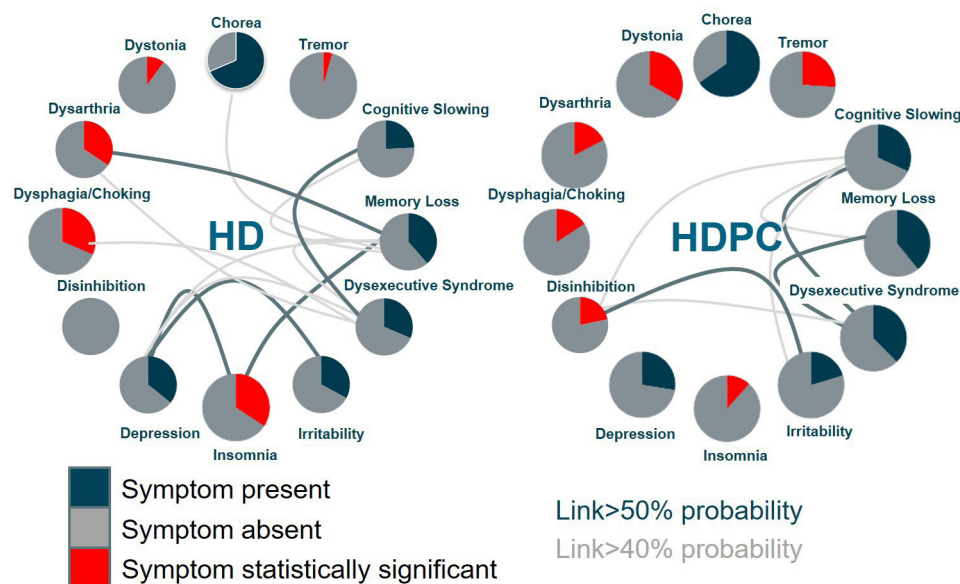 Chorea
Dystonia
Tremor
Dysarthria
Cognitive Slowing
Dysphagia/Choking
Memory Loss
HD
Disinhibition
Dysexecutive Syndrome
Depression
Insomnia
Irritability
Chorea
Dystonia
Tremor
Dysarthria
Cognitive Slowing
Dysphagia/Choking
Memory Loss
HDPC
Disinhibition
Dysexecutive Syndrome
Depression
Insomnia
Irritability
Symptom present
Symptom absent
Symptom statistically significant
Link>50% probability
Link>40% probability